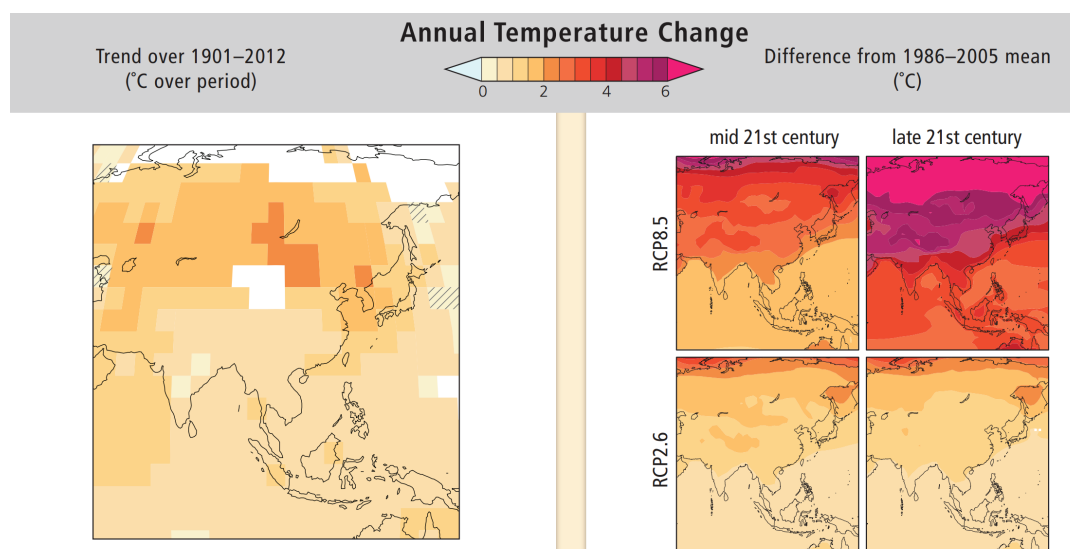 Annual Temperature Change
Trend over 1901–2012
(˚C over period)
0 2 4 6
Difference from 1986–2005 mean
(˚C)
mid 21st century
late 21st century
RCP8.5
RCP2.6